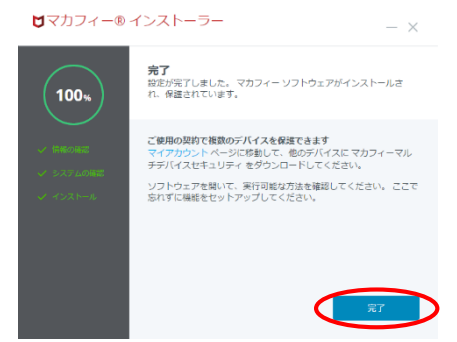 マカフィー® インストーラー
100%
情報の確認
システムの確認
インストール
完了
設定が完了しました。 マカフィー ソフトウェアがインストールさ
れ、保護されています。
ご使用の契約で複数のデバイスを保護できます
マイアカウント ページに移動して、他のデバイスに マカフィーマル
チデバイスセキュリティ をダウンロードしてください。
ソフトウェアを開いて、実行可能な方法を確認してください。 ここで
忘れずに機能をセットアップしてください。
完了